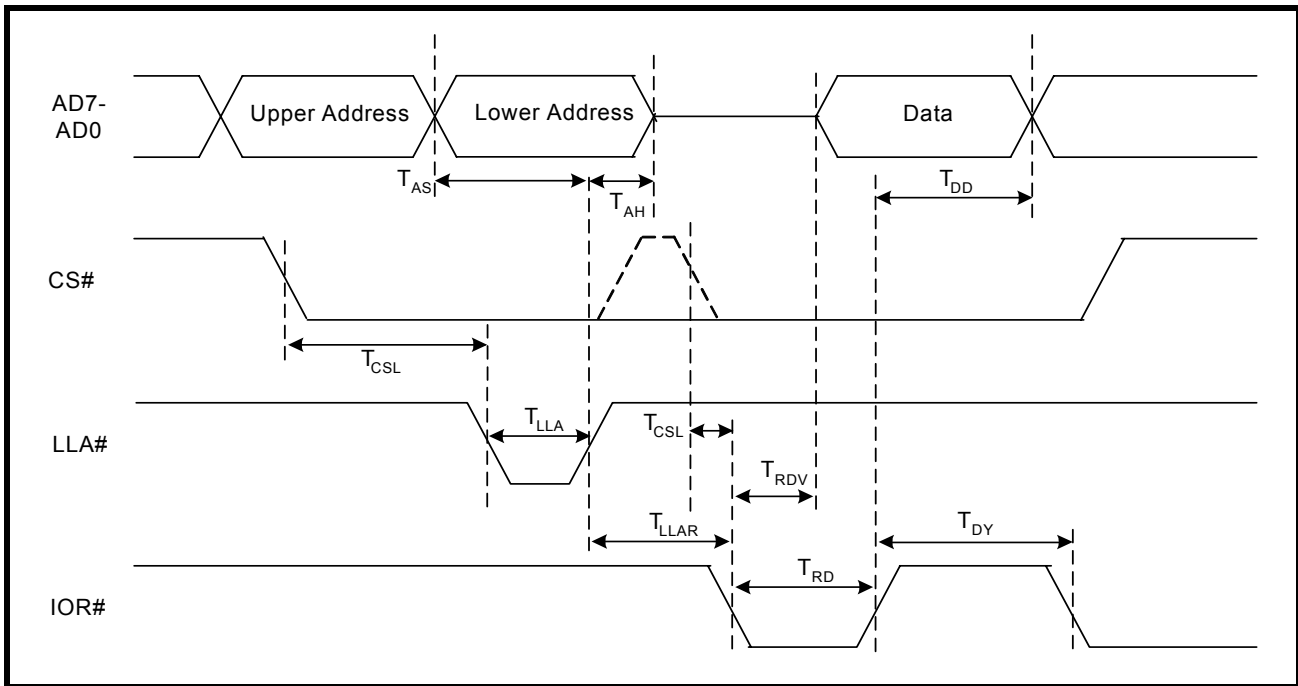 AD7-
AD0
Upper Address
Lower Address
Data
TAS
TAH
TDD
CS#
TCSL
LLA#
TLLA
TCSL
TRDV
TLLAR
TDY
TRD
IOR#